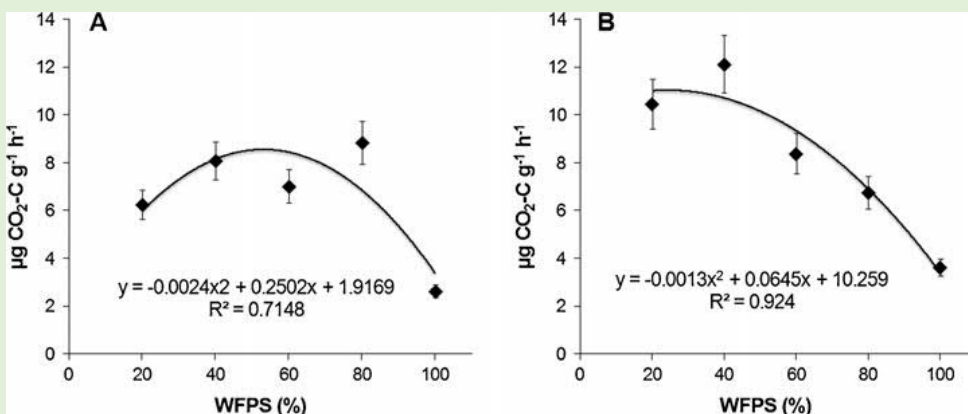 A
14
12
10
8
6
4
2
0
0 20 40 60 80 100
µg CO₂-C g⁻¹ h⁻¹
WFPS (%)
y = -0.0024x2 + 0.2502x + 1.9169
R² = 0.7148
B
14
12
10
8
6
4
2
0
0 20 40 60 80 100
µg CO₂-C g⁻¹ h⁻¹
WFPS (%)
y = -0.0013x² + 0.0645x + 10.259
R² = 0.924